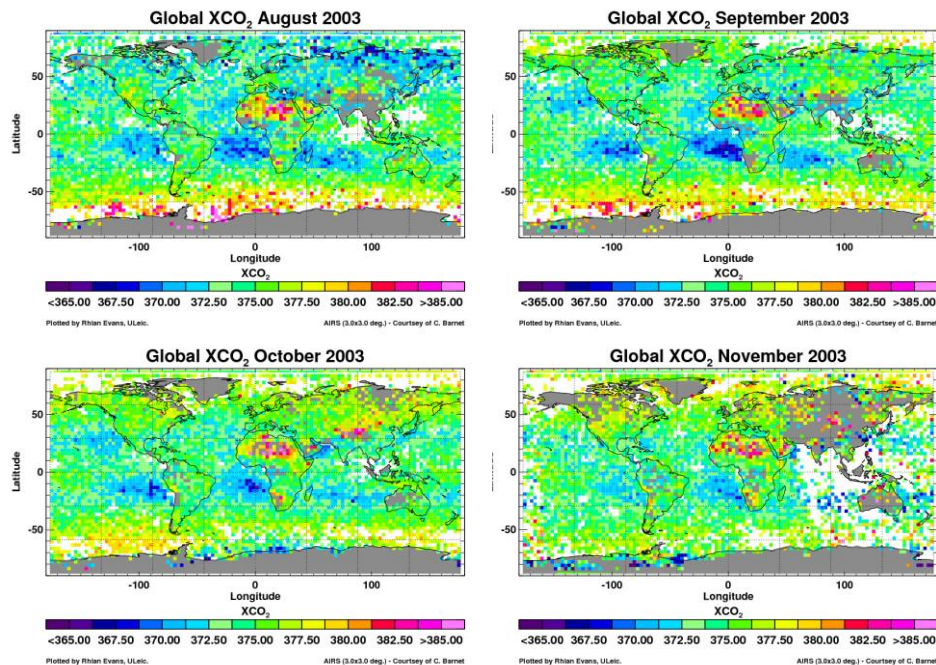 Global XCO₂ August 2003
50
0
-50
Latitude
-100 0 100
Longitude
XCO₂
<365.00 367.50 370.00 372.50 375.00 377.50 380.00 382.50 >385.00
Plotted by Rhian Evans, ULeic. AIRS (3.0x3.0 deg.) - Courtsey of C. Barnet
Global XCO₂ September 2003
50
0
-50
Latitude
-100 0 100
Longitude
XCO₂
<365.00 367.50 370.00 372.50 375.00 377.50 380.00 382.50 >385.00
Plotted by Rhian Evans, ULeic. AIRS (3.0x3.0 deg.) - Courtsey of C. Barnet
Global XCO₂ October 2003
50
0
-50
Latitude
-100 0 100
Longitude
XCO₂
<365.00 367.50 370.00 372.50 375.00 377.50 380.00 382.50 >385.00
Plotted by Rhian Evans, ULeic. AIRS (3.0x3.0 deg.) - Courtsey of C. Barnet
Global XCO₂ November 2003
50
0
-50
-100 0 100
Longitude
XCO₂
<365.00 367.50 370.00 372.50 375.00 377.50 380.00 382.50 >385.00
Plotted by Rhian Evans, ULeic. AIRS (3.0x3.0 deg.) - Courtsey of C. Barnet